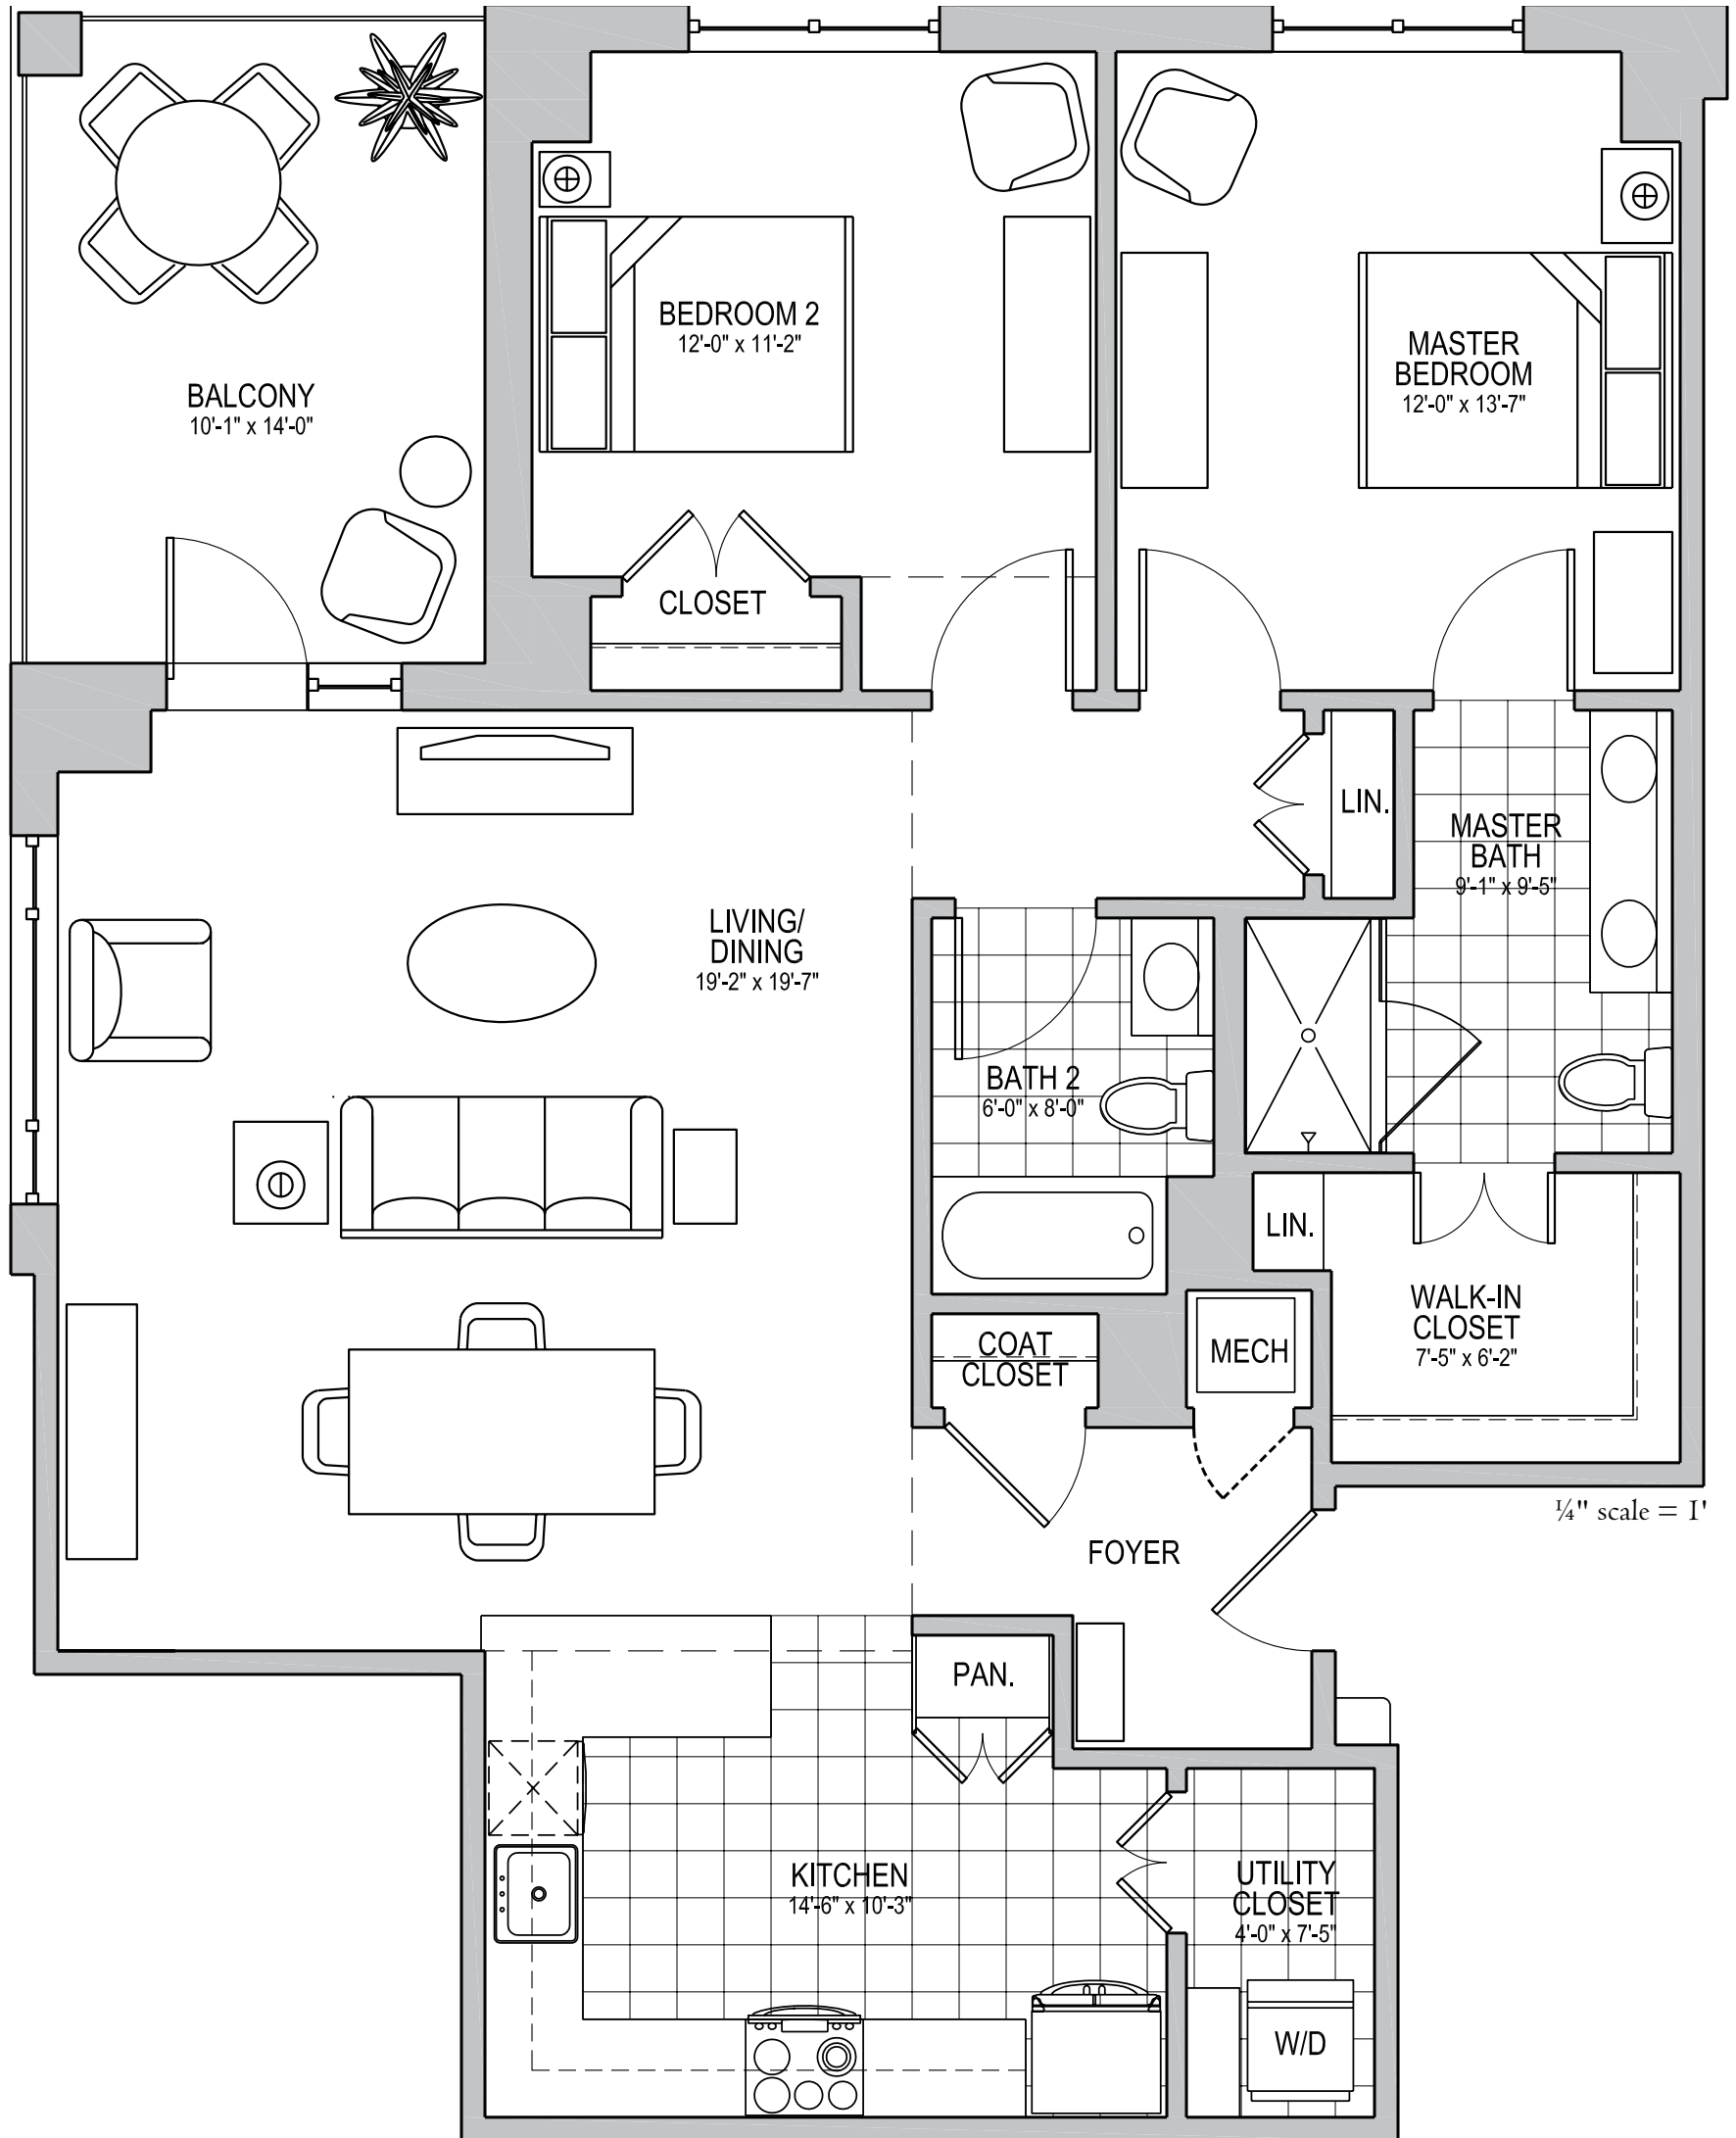 BEDROOM 2
12'-0" x 11'-2"
MASTER
BEDROOM
12'-0" x 13'-7"
BALCONY
10'-1" x 14'-0"
CLOSET
LIN.
MASTER
BATH
9'-1" x 9'-5"
LIVING/
DINING
19'-2" x 19'-7"
BATH 2
6'-0" x 8'-0"
LIN.
WALK-IN
CLOSET
7'-5" x 6'-2"
COAT
CLOSET
MECH
¼" scale = 1'
FOYER
PAN.
KITCHEN
14'-6" x 10'-3"
UTILITY
CLOSET
4'-0" x 7'-5"
W/D